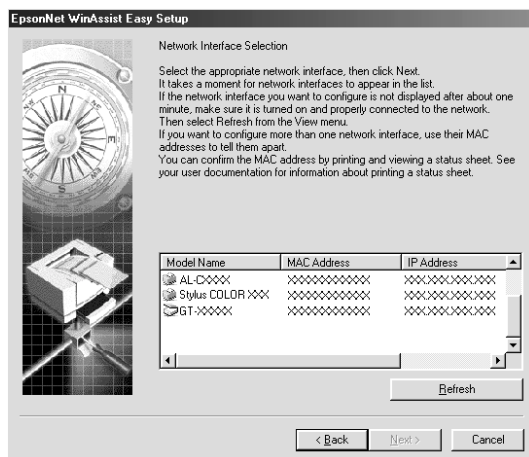 EpsonNet WinAssist Easy Setup
Network Interface Selection
Select the appropriate network interface, then click Next.
It takes a moment for network interfaces to appear in the list.
If the network interface you want to configure is not displayed after about one
minute, make sure it is turned on and properly connected to the network.
Then select Refresh from the View menu.
If you want to configure more than one network interface, use their MAC
addresses to tell them apart.
You can confirm the MAC address by printing and viewing a status sheet. See
your user documentation for information about printing a status sheet.
Model Name MAC Address IP Address
AL-CXXXX XXXXXXXXXXXX XXX.XXX.XXX.XXX
Stylus COLOR XXX XXXXXXXXXXXX XXX.XXX.XXX.XXX
GT-XXXXX XXXXXXXXXXXX XXX.XXX.XXX.XXX
Refresh
< Back Next > Cancel
N
E
S